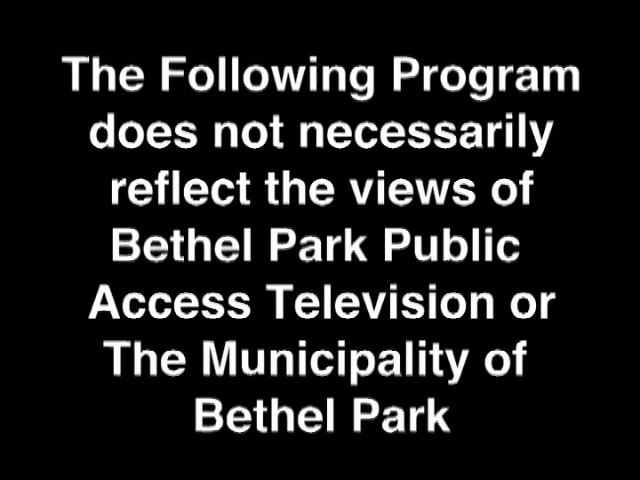 The Following Program
does not necessarily
reflect the views of
Bethel Park Public
Access Television or
The Municipality of
Bethel Park